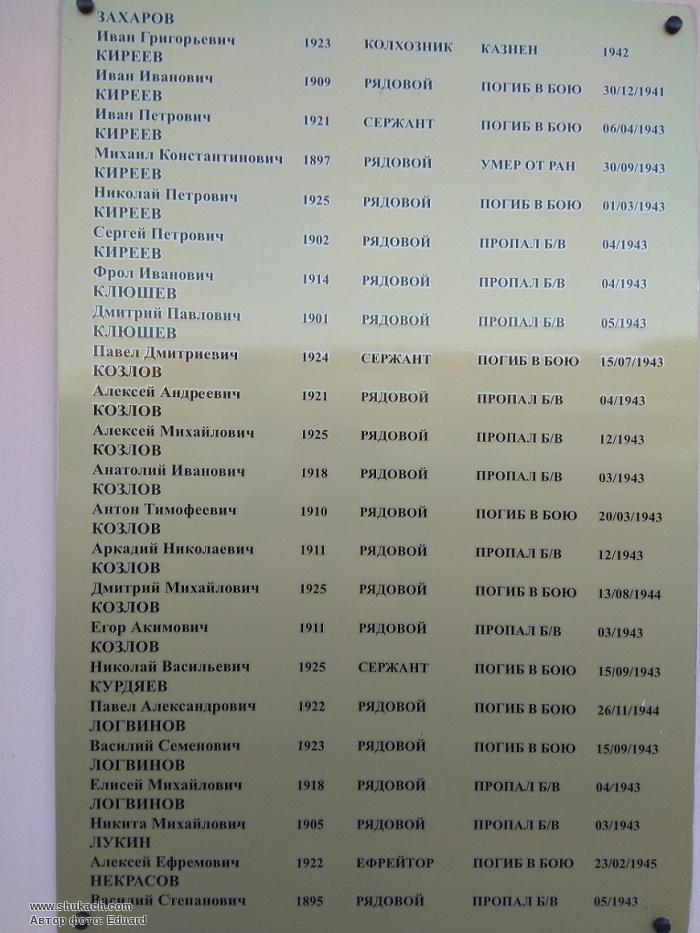 ЗАХАРОВ
Иван Григорьевич 1923 КОЛХОЗНИК КАЗНЕН 1942
КИРЕЕВ
Иван Иванович 1909 РЯДОВОЙ ПОГИБ В БОЮ 30/12/1941
КИРЕЕВ
Иван Петрович 1921 СЕРЖАНТ ПОГИБ В БОЮ 06/04/1943
КИРЕЕВ
Михаил Константинович 1897 РЯДОВОЙ УМЕР ОТ РАН 30/09/1943
КИРЕЕВ
Николай Петрович 1925 РЯДОВОЙ ПОГИБ В БОЮ 01/03/1943
КИРЕЕВ
Сергей Петрович 1902 РЯДОВОЙ ПРОПАЛ Б/В 04/1943
КИРЕЕВ
Фрол Иванович 1914 РЯДОВОЙ ПРОПАЛ Б/В 04/1943
КЛЮШЕВ
Дмитрий Павлович 1901 РЯДОВОЙ ПРОПАЛ Б/В 05/1943
КЛЮШЕВ
Павел Дмитриевич 1924 СЕРЖАНТ ПОГИБ В БОЮ 15/07/1943
КОЗЛОВ
Алексей Андреевич 1921 РЯДОВОЙ ПРОПАЛ Б/В 04/1943
КОЗЛОВ
Алексей Михайлович 1925 РЯДОВОЙ ПРОПАЛ Б/В 12/1943
КОЗЛОВ
Анатолий Иванович 1918 РЯДОВОЙ ПРОПАЛ Б/В 03/1943
КОЗЛОВ
Антон Тимофеевич 1910 РЯДОВОЙ ПОГИБ В БОЮ 20/03/1943
КОЗЛОВ
Аркадий Николаевич 1911 РЯДОВОЙ ПРОПАЛ Б/В 12/1943
КОЗЛОВ
Дмитрий Михайлович 1925 РЯДОВОЙ ПОГИБ В БОЮ 13/08/1944
КОЗЛОВ
Егор Акимович 1911 РЯДОВОЙ ПРОПАЛ Б/В 03/1943
КОЗЛОВ
Николай Васильевич 1925 СЕРЖАНТ ПОГИБ В БОЮ 15/09/1943
КУРДЯЕВ
Павел Александрович 1922 РЯДОВОЙ ПОГИБ В БОЮ 26/11/1944
ЛОГВИНОВ
Василий Семенович 1923 РЯДОВОЙ ПОГИБ В БОЮ 15/09/1943
ЛОГВИНОВ
Елисей Михайлович 1918 РЯДОВОЙ ПРОПАЛ Б/В 04/1943
ЛОГВИНОВ
Никита Михайлович 1905 РЯДОВОЙ ПРОПАЛ Б/В 03/1943
ЛУКИН
Алексей Ефремович 1922 ЕФРЕЙТОР ПОГИБ В БОЮ 23/02/1945
НЕКРАСОВ
Василий Степанович 1895 РЯДОВОЙ ПРОПАЛ Б/В 05/1943
www.shukach.com
Автор фото: Eduard